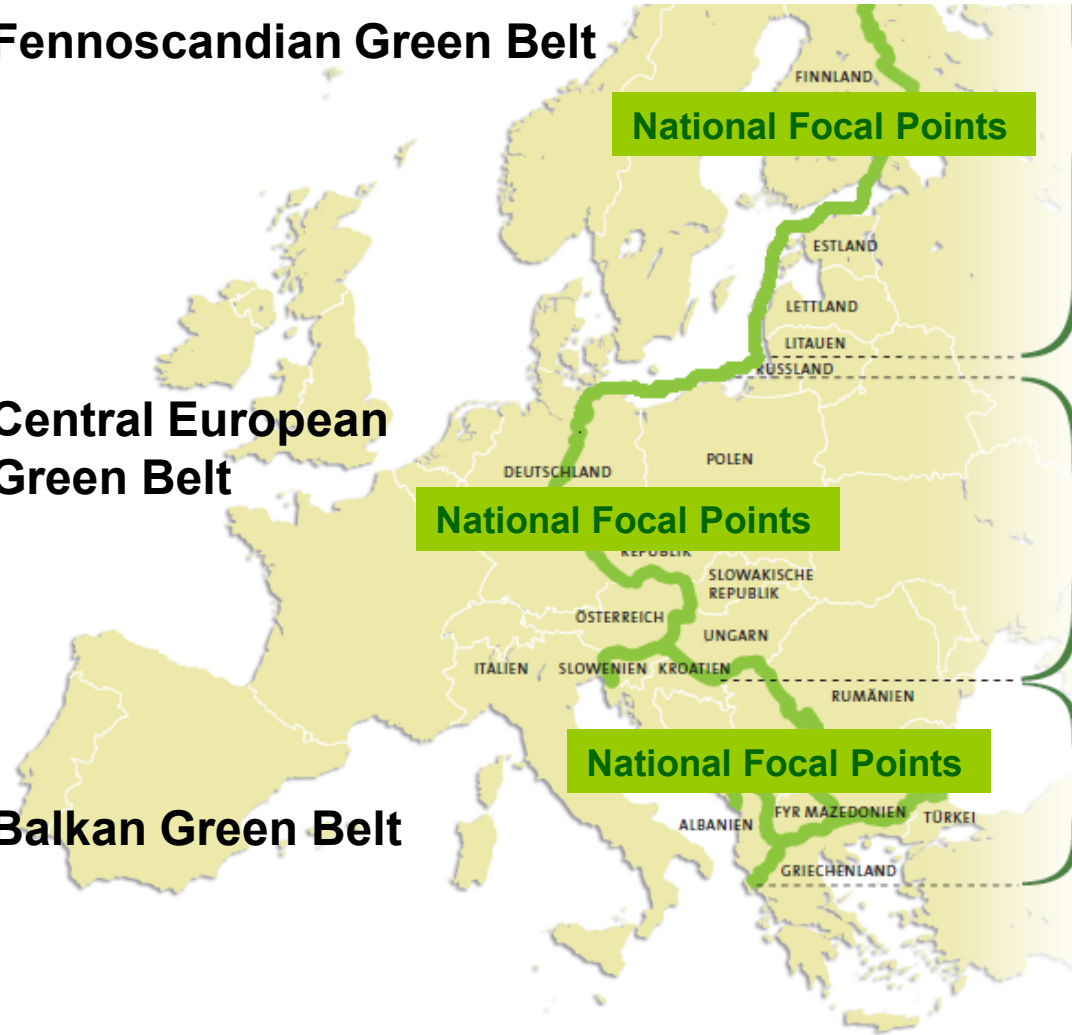 Fennoscandian Green Belt
FINNLAND
National Focal Points
ESTLAND
LETTLAND
LITAUEN
RUSSLAND
Central European
Green Belt
POLEN
DEUTSCHLAND
National Focal Points
REPUBLIK
SLOWAKISCHE
REPUBLIK
ÖSTERREICH
UNGARN
ITALIEN
SLOWENIEN
KROATIEN
RUMÄNIEN
National Focal Points
Balkan Green Belt
ALBANIEN
FYR MAZEDONIEN
TÜRKEI
GRIECHENLAND